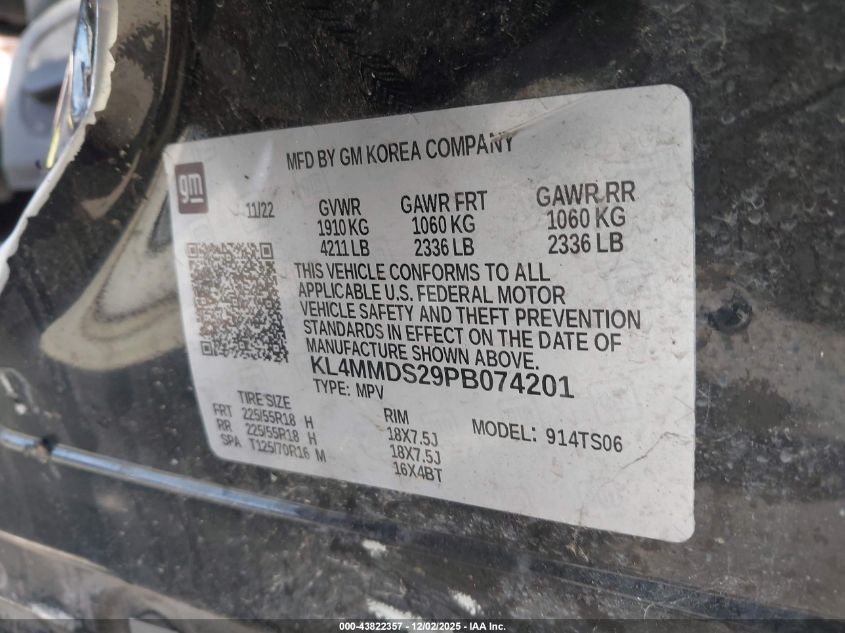 MFD BY GM KOREA COMPANY
gm
11/22
GVWR GAWR FRT GAWR RR
1910 KG 1060 KG 1060 KG
4211 LB 2336 LB 2336 LB
THIS VEHICLE CONFORMS TO ALL
APPLICABLE U.S. FEDERAL MOTOR
VEHICLE SAFETY AND THEFT PREVENTION
STANDARDS IN EFFECT ON THE DATE OF
MANUFACTURE SHOWN ABOVE.
KL4MMDS29PB074201
TYPE: MPV
TIRE SIZE RIM
FRT 225/55R18 H 18X7.5J
RR 225/55R18 H 18X7.5J
SPA T125/70R16 M 16X4BT
MODEL: 914TS06
000-43822357 - 12/02/2025 - IAA Inc.